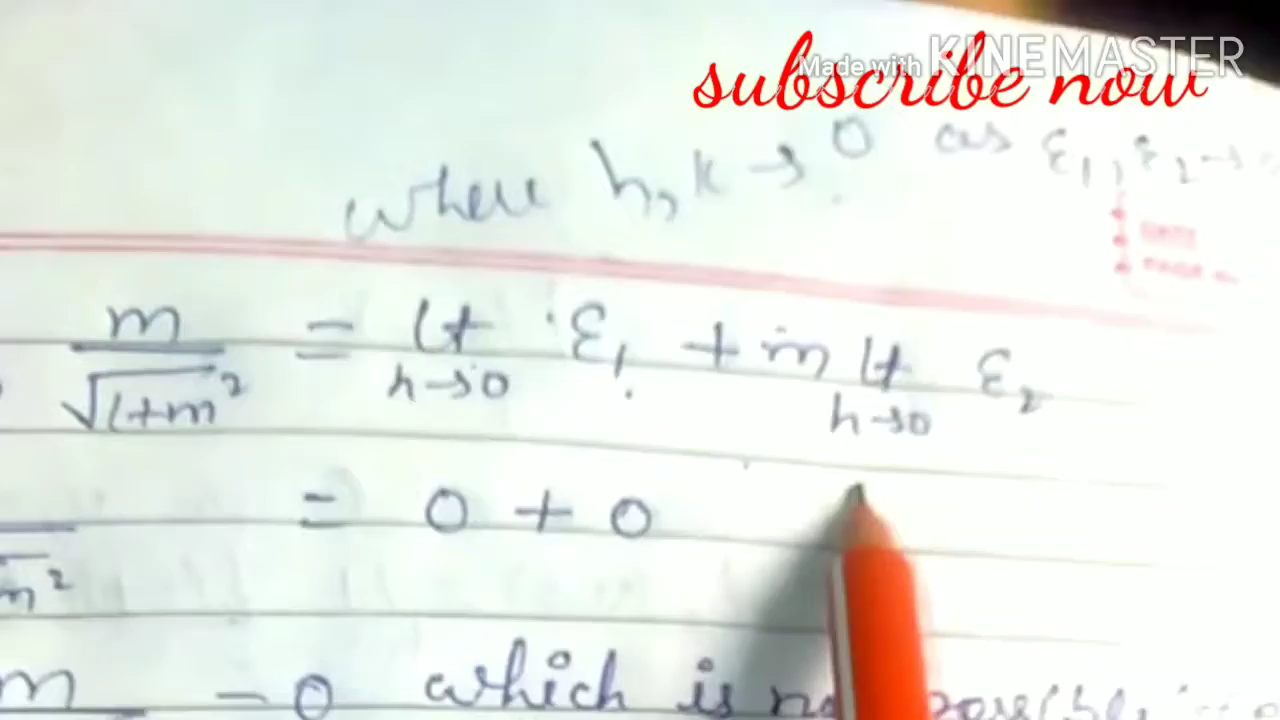 subscribe now
Made with KINEMASTER
where h, k → 0 as ε₁, ε₂ →
m/√(1+m²) = lt h→0 ε₁ + m lt h→0 ε₂
= 0 + 0
m²
m = 0 which is